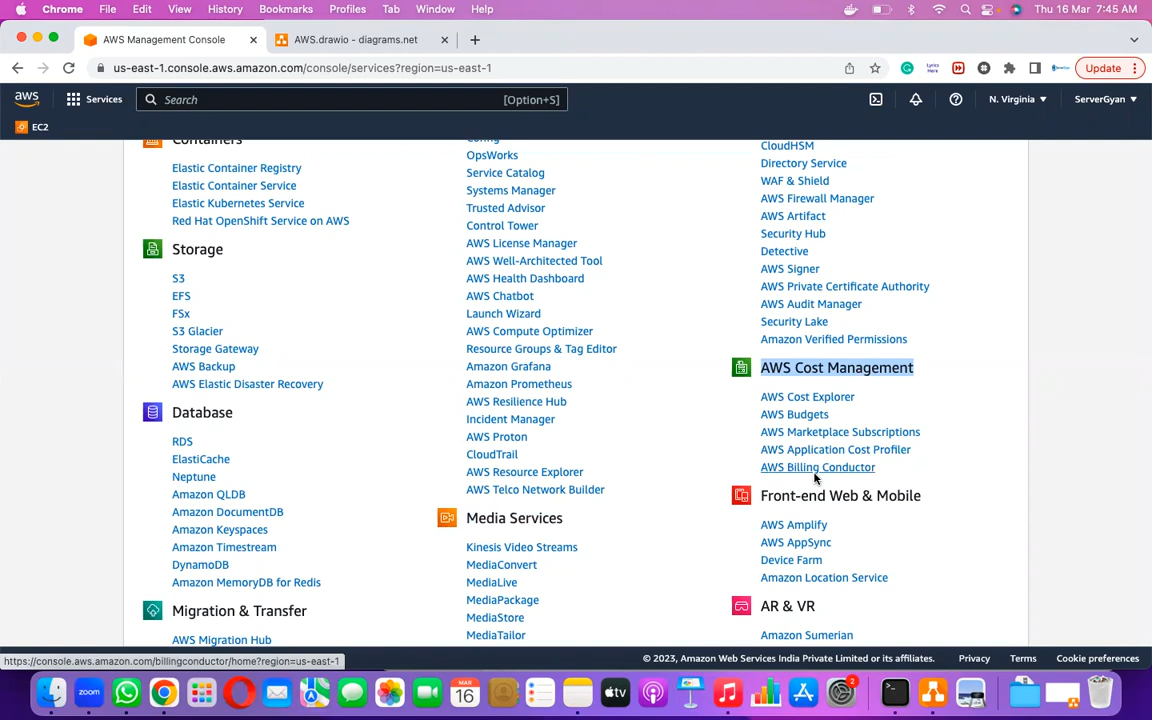 Chrome File Edit View History Bookmarks Profiles Tab Window Help Thu 16 Mar 7:45 AM
AWS Management Console AWS.drawio - diagrams.net
us-east-1.console.aws.amazon.com/console/services?region=us-east-1 Update
aws Services Search [Option+S] N. Virginia ServerGyan
EC2
Containers
Elastic Container Registry
Elastic Container Service
Elastic Kubernetes Service
Red Hat OpenShift Service on AWS
Storage
S3
EFS
FSx
S3 Glacier
Storage Gateway
AWS Backup
AWS Elastic Disaster Recovery
Database
RDS
ElastiCache
Neptune
Amazon QLDB
Amazon DocumentDB
Amazon Keyspaces
Amazon Timestream
DynamoDB
Amazon MemoryDB for Redis
Migration & Transfer
AWS Migration Hub
Config
OpsWorks
Service Catalog
Systems Manager
Trusted Advisor
Control Tower
AWS License Manager
AWS Well-Architected Tool
AWS Health Dashboard
AWS Chatbot
Launch Wizard
AWS Compute Optimizer
Resource Groups & Tag Editor
Amazon Grafana
Amazon Prometheus
AWS Resilience Hub
Incident Manager
AWS Proton
CloudTrail
AWS Resource Explorer
AWS Telco Network Builder
Media Services
Kinesis Video Streams
MediaConvert
MediaLive
MediaPackage
MediaStore
MediaTailor
CloudHSM
Directory Service
WAF & Shield
AWS Firewall Manager
AWS Artifact
Security Hub
Detective
AWS Signer
AWS Private Certificate Authority
AWS Audit Manager
Security Lake
Amazon Verified Permissions
AWS Cost Management
AWS Cost Explorer
AWS Budgets
AWS Marketplace Subscriptions
AWS Application Cost Profiler
AWS Billing Conductor
Front-end Web & Mobile
AWS Amplify
AWS AppSync
Device Farm
Amazon Location Service
AR & VR
Amazon Sumerian
https://console.aws.amazon.com/billingconductor/home?region=us-east-1
© 2023, Amazon Web Services India Private Limited or its affiliates. Privacy Terms Cookie preferences
zoom MAR 16 tv 2